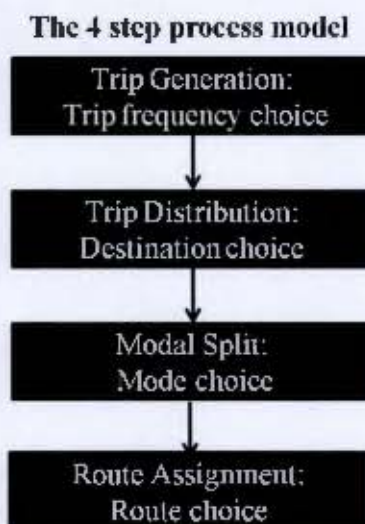 The 4 step process model
Trip Generation:
Trip frequency choice
Trip Distribution:
Destination choice
Modal Split:
Mode choice
Route Assignment:
Route choice